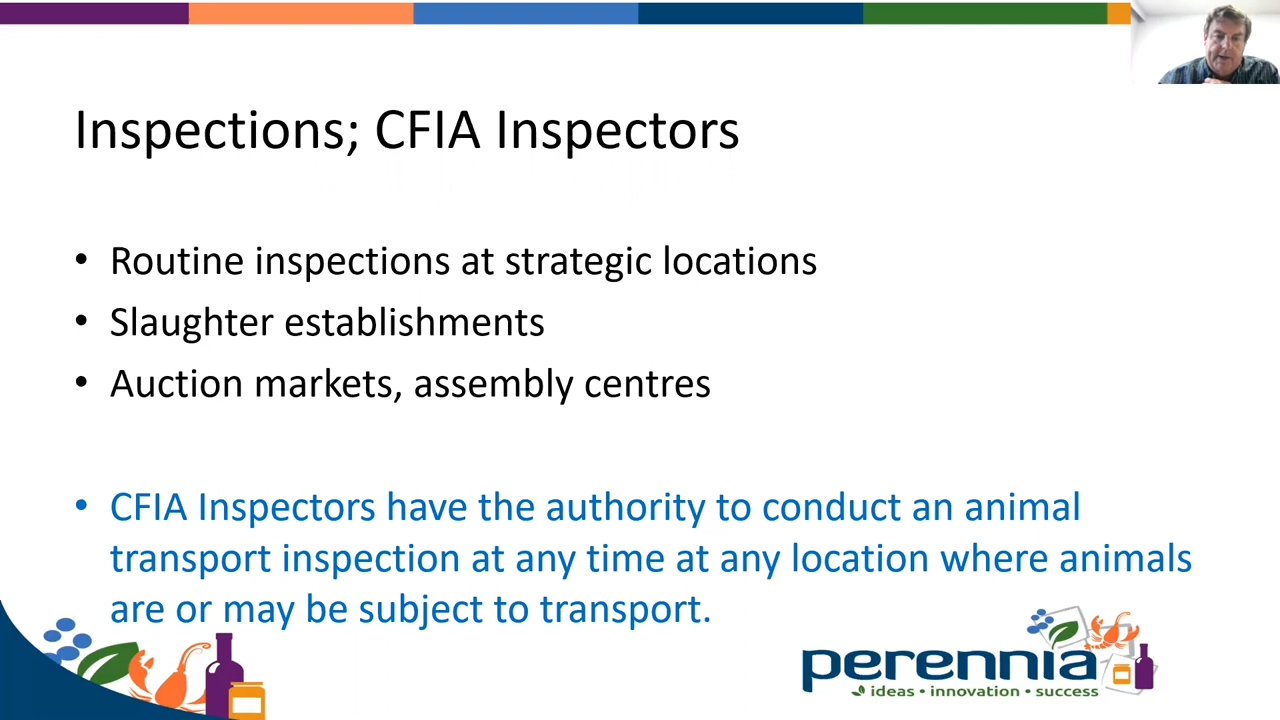 Inspections; CFIA Inspectors
• Routine inspections at strategic locations
• Slaughter establishments
• Auction markets, assembly centres
• CFIA Inspectors have the authority to conduct an animal
transport inspection at any time at any location where animals
are or may be subject to transport.
perennia
ideas • innovation • success